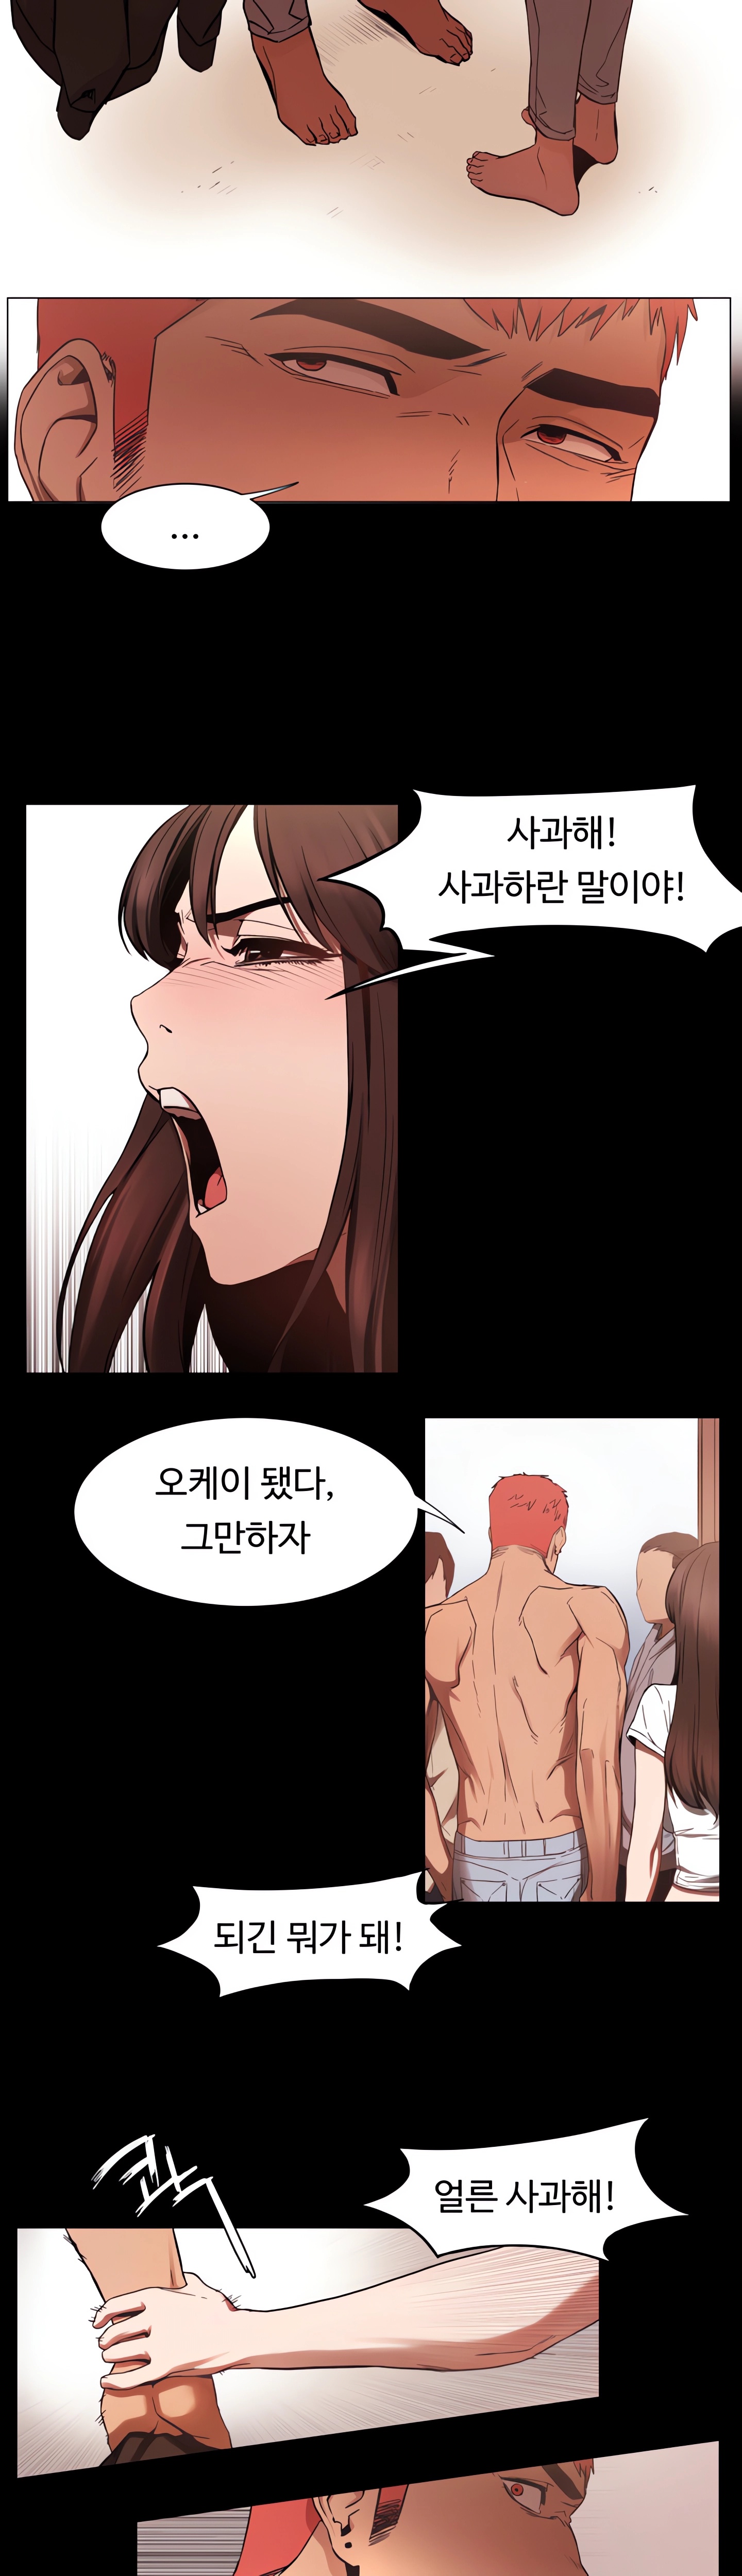 ...
사과해!
사과하란 말이야!
오케이 됐다,
그만하자
되긴 뭐가 돼!
얼른 사과해!
콱